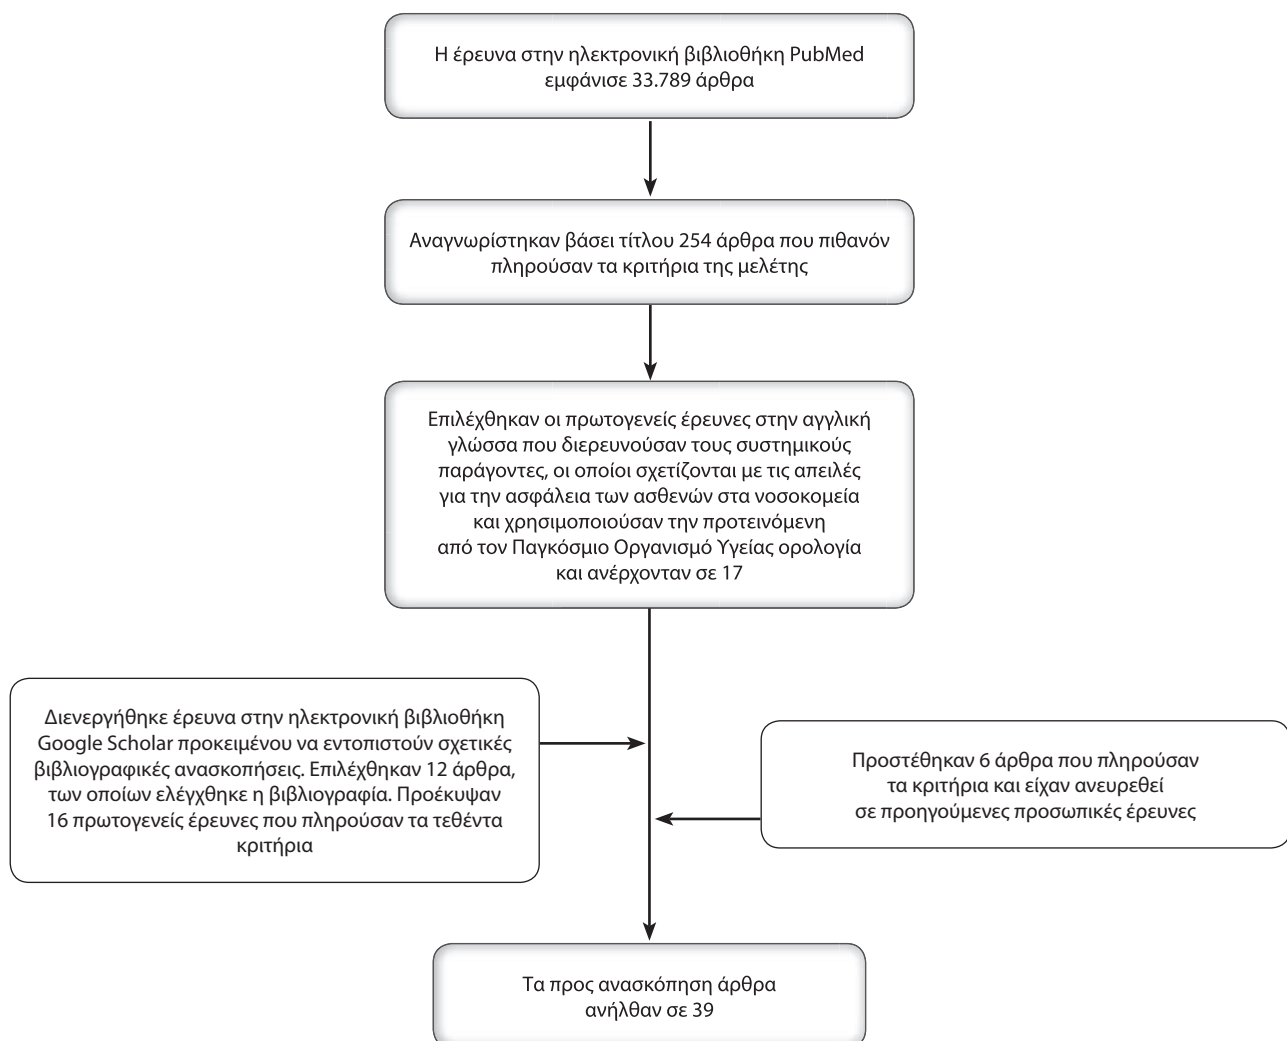 Η έρευνα στην ηλεκτρονική βιβλιοθήκη PubMed
εμφάνισε 33.789 άρθρα
Αναγνωρίστηκαν βάσει τίτλου 254 άρθρα που πιθανόν
πληρούσαν τα κριτήρια της μελέτης
Επιλέχθηκαν οι πρωτογενείς έρευνες στην αγγλική
γλώσσα που διερευνούσαν τους συστημικούς
παράγοντες, οι οποίοι σχετίζονται με τις απειλές
για την ασφάλεια των ασθενών στα νοσοκομεία
και χρησιμοποιούσαν την προτεινόμενη
από τον Παγκόσμιο Οργανισμό Υγείας ορολογία
και ανέρχονταν σε 17
Διενεργήθηκε έρευνα στην ηλεκτρονική βιβλιοθήκη
Google Scholar προκειμένου να εντοπιστούν σχετικές
βιβλιογραφικές ανασκοπήσεις. Επιλέχθηκαν 12 άρθρα,
των οποίων ελέγχθηκε η βιβλιογραφία. Προέκυψαν
16 πρωτογενείς έρευνες που πληρούσαν τα τεθέντα
κριτήρια
Προστέθηκαν 6 άρθρα που πληρούσαν
τα κριτήρια και είχαν ανευρεθεί
σε προηγούμενες προσωπικές έρευνες
Τα προς ανασκόπηση άρθρα
ανήλθαν σε 39